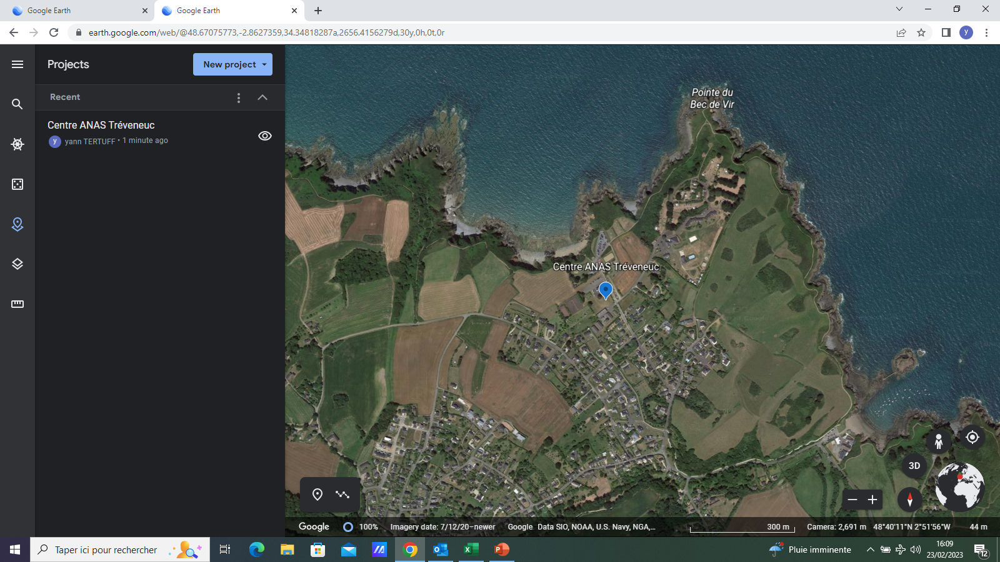 Google Earth
Google Earth
earth.google.com/web/@48.67075773,-2.8627359,34.34818287a,2656.4156279d,30y,0h,0t,0r
y
Projects
New project
Recent
Centre ANAS Tréveneuc
y
yann TERTUFF • 1 minute ago
Pointe du
Bec de Vir
Centre ANAS Tréveneuc
3D
Google
100%
Imagery date: 7/12/20–newer
Google
Data SIO, NOAA, U.S. Navy, NGA,...
300 m
Camera: 2,691 m
48°40'11"N 2°51'56"W
44 m
Taper ici pour rechercher
Pluie imminente
16:09
23/02/2023
12